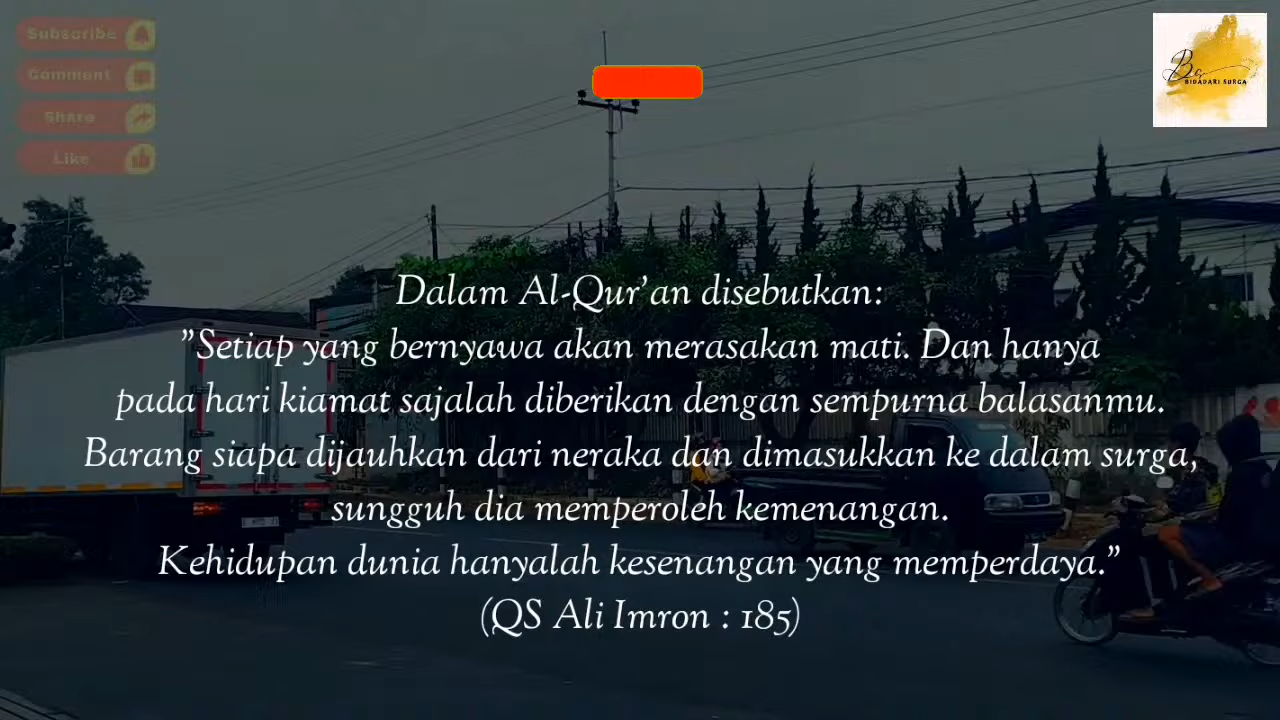 Subscribe
Comment
Share
Like
BIDADARI SURGA
Dalam Al-Qur'an disebutkan:
"Setiap yang bernyawa akan merasakan mati. Dan hanya
pada hari kiamat sajalah diberikan dengan sempurna balasanmu.
Barang siapa dijauhkan dari neraka dan dimasukkan ke dalam surga,
sungguh dia memperoleh kemenangan.
Kehidupan dunia hanyalah kesenangan yang memperdaya."
(QS Ali Imron : 185)